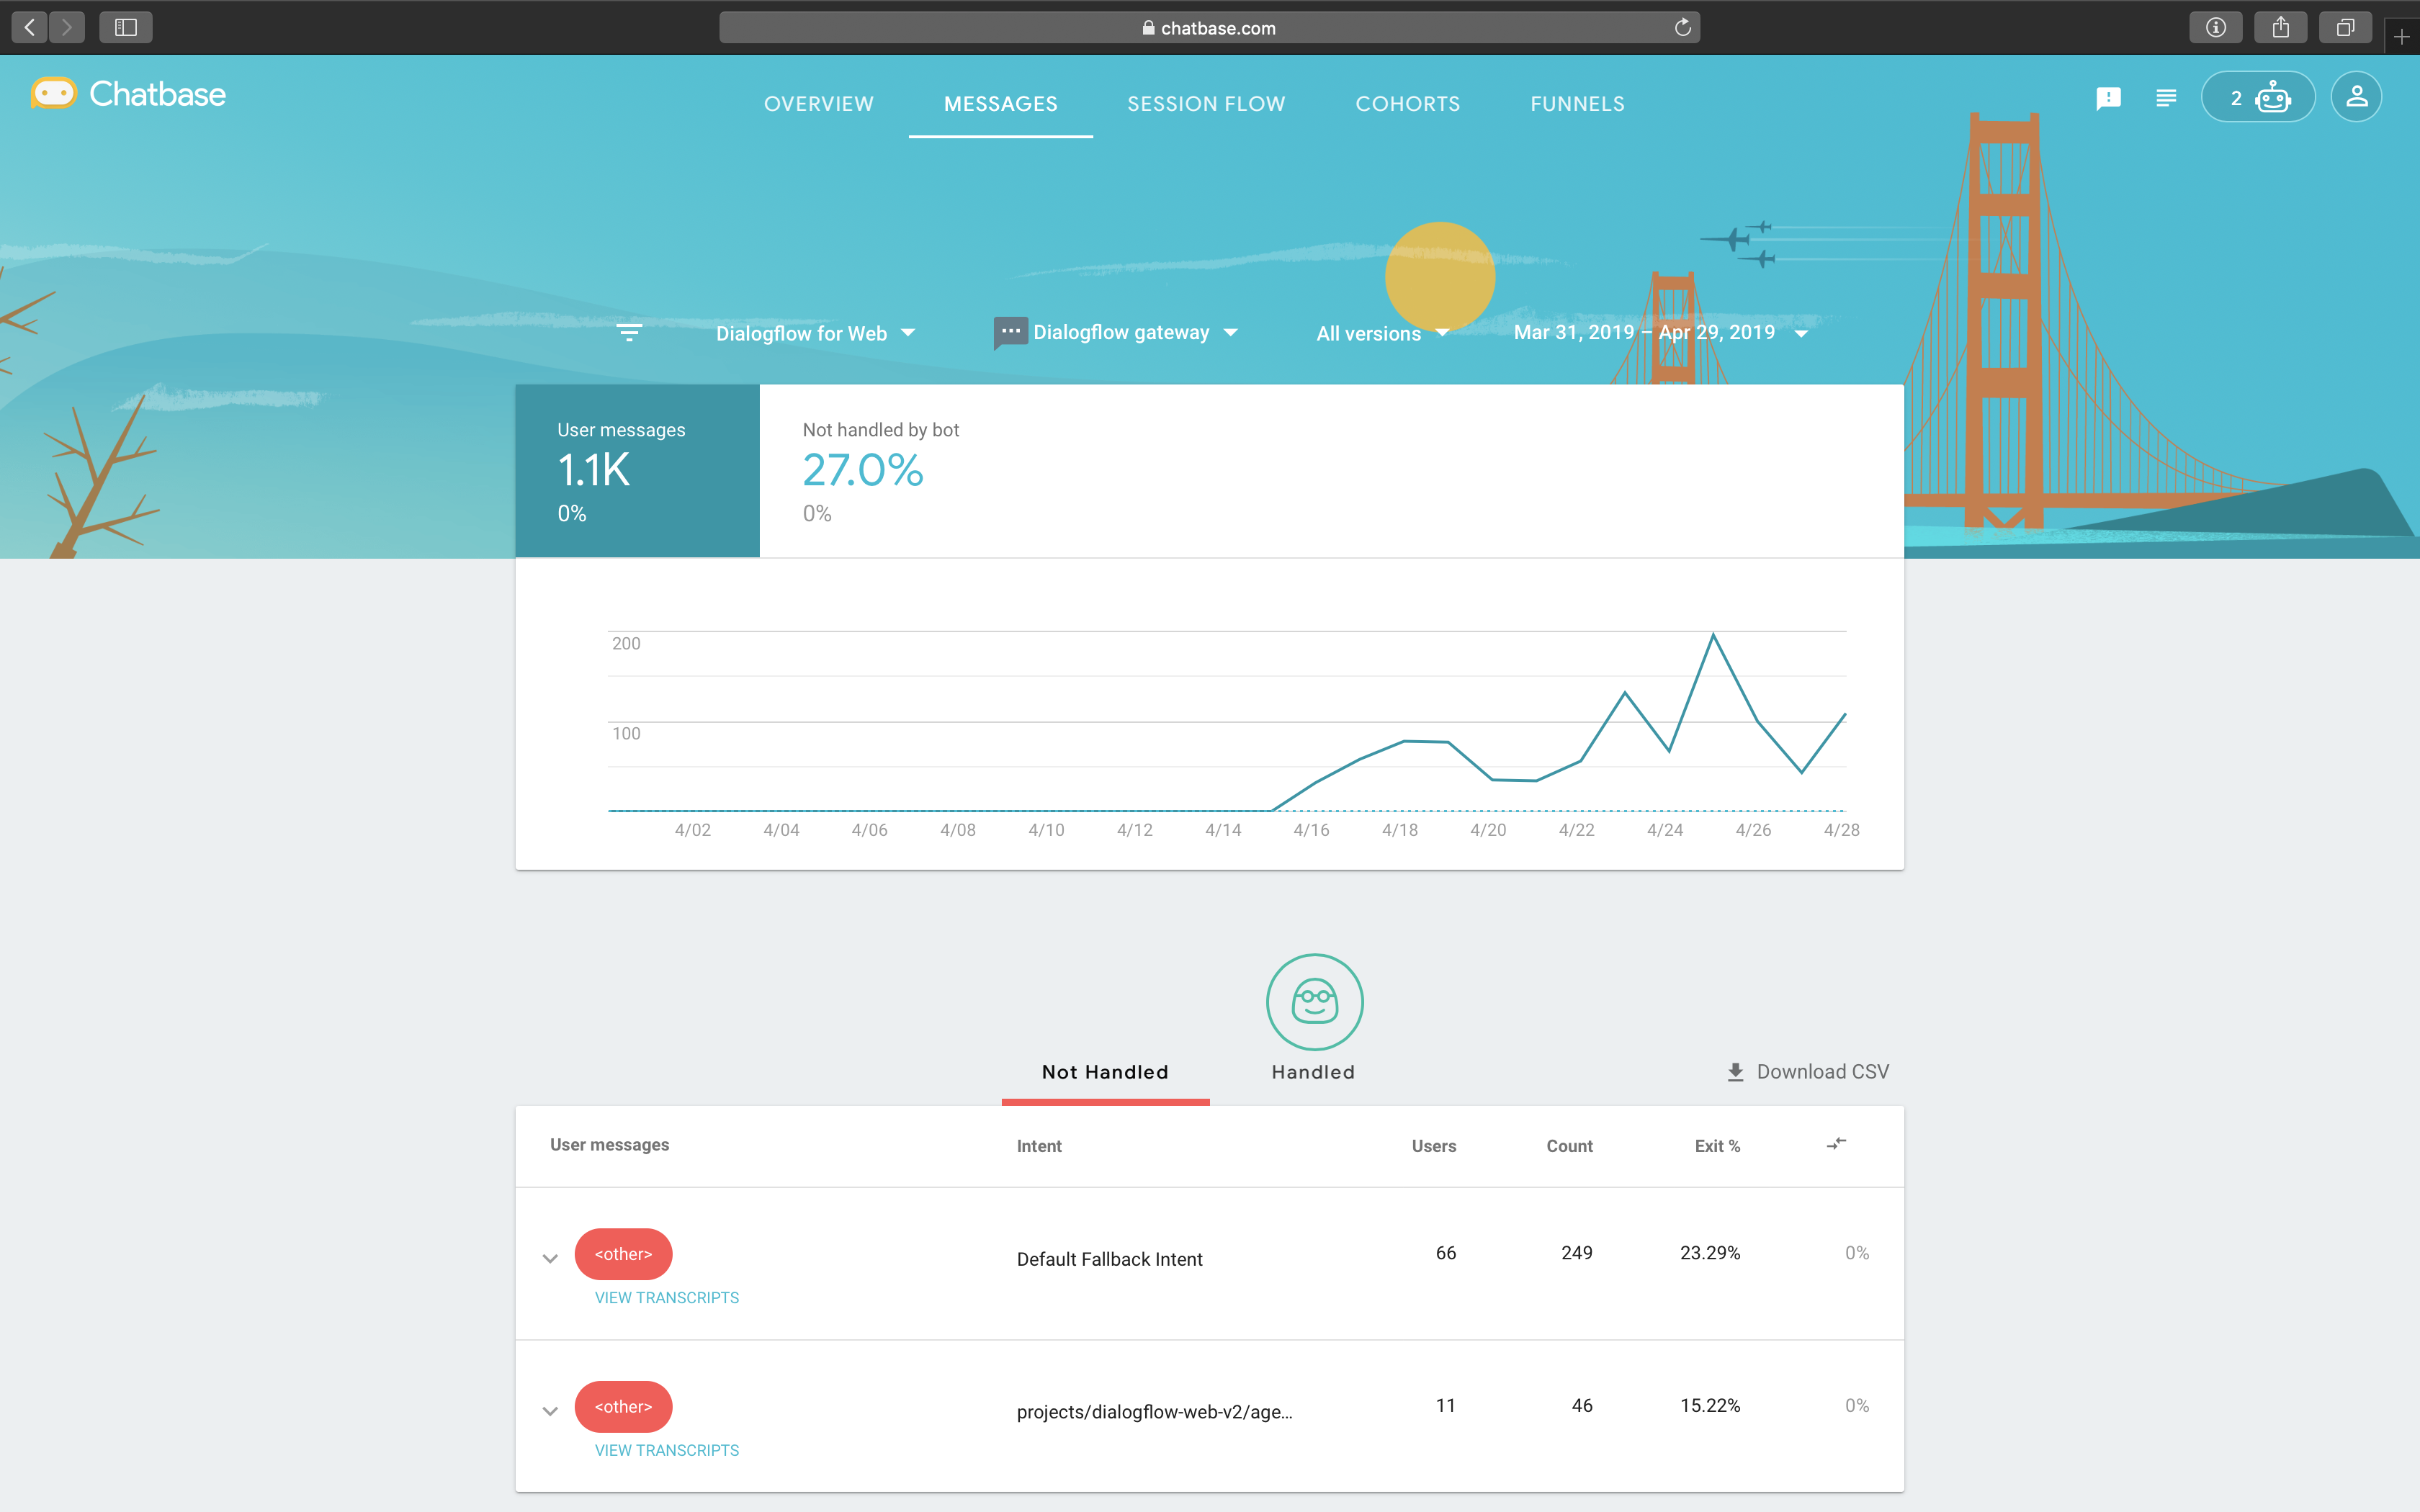 chatbase.com
Chatbase
OVERVIEW
MESSAGES
SESSION FLOW
COHORTS
FUNNELS
2
Dialogflow for Web
Dialogflow gateway
All versions
Mar 31, 2019 – Apr 29, 2019
User messages
1.1K
0%
Not handled by bot
27.0%
0%
200
100
4/02 4/04 4/06 4/08 4/10 4/12 4/14 4/16 4/18 4/20 4/22 4/24 4/26 4/28
Not Handled
Handled
Download CSV
User messages Intent Users Count Exit %
<other> Default Fallback Intent 66 249 23.29% 0%
VIEW TRANSCRIPTS
<other> projects/dialogflow-web-v2/age... 11 46 15.22% 0%
VIEW TRANSCRIPTS